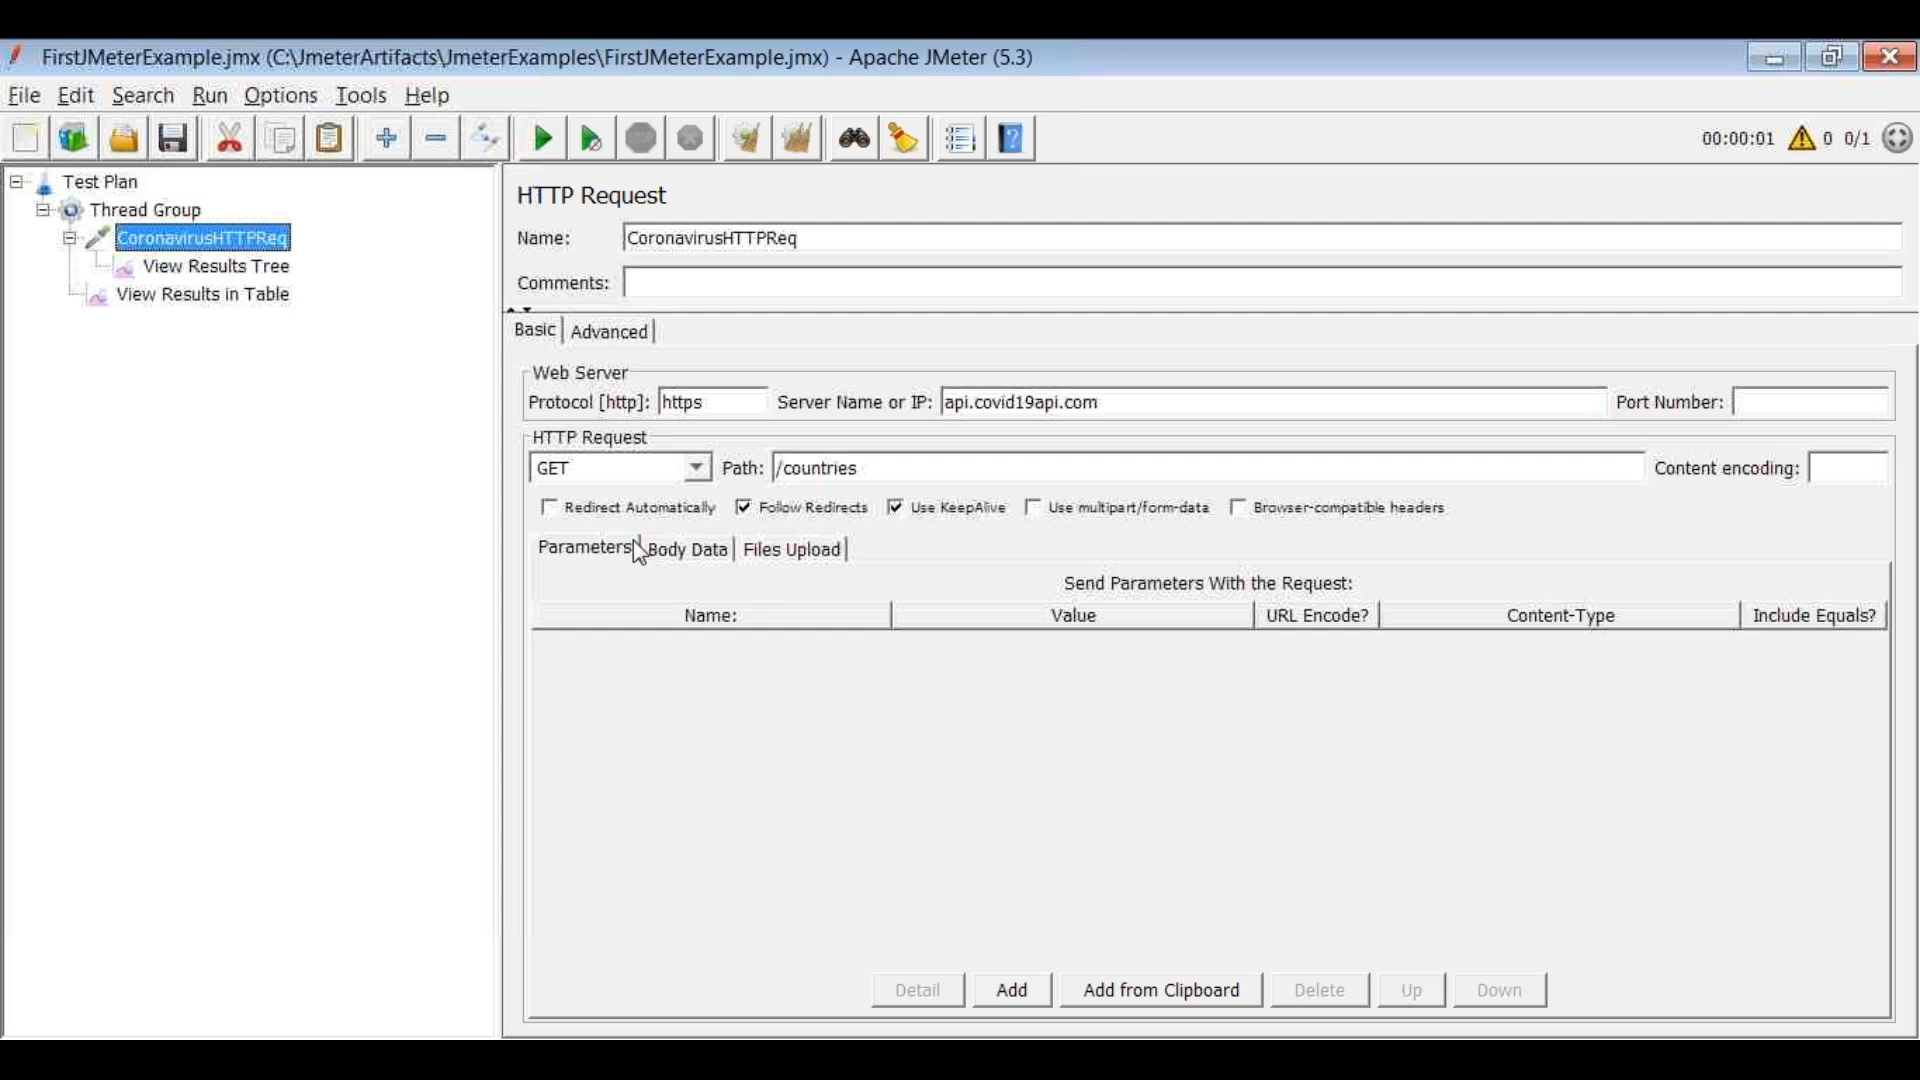 FirstJMeterExample.jmx (C:\JmeterArtifacts\JmeterExamples\FirstJMeterExample.jmx) - Apache JMeter (5.3)
File Edit Search Run Options Tools Help
00:00:01 0 0/1
Test Plan
Thread Group
CoronavirusHTTPReq
View Results Tree
View Results in Table
HTTP Request
Name: CoronavirusHTTPReq
Comments:
Basic Advanced
Web Server
Protocol [http]: https Server Name or IP: api.covid19api.com Port Number:
HTTP Request
GET Path: /countries Content encoding:
Redirect Automatically Follow Redirects Use KeepAlive Use multipart/form-data Browser-compatible headers
Parameters Body Data Files Upload
Send Parameters With the Request:
Name: Value URL Encode? Content-Type Include Equals?
Detail Add Add from Clipboard Delete Up Down